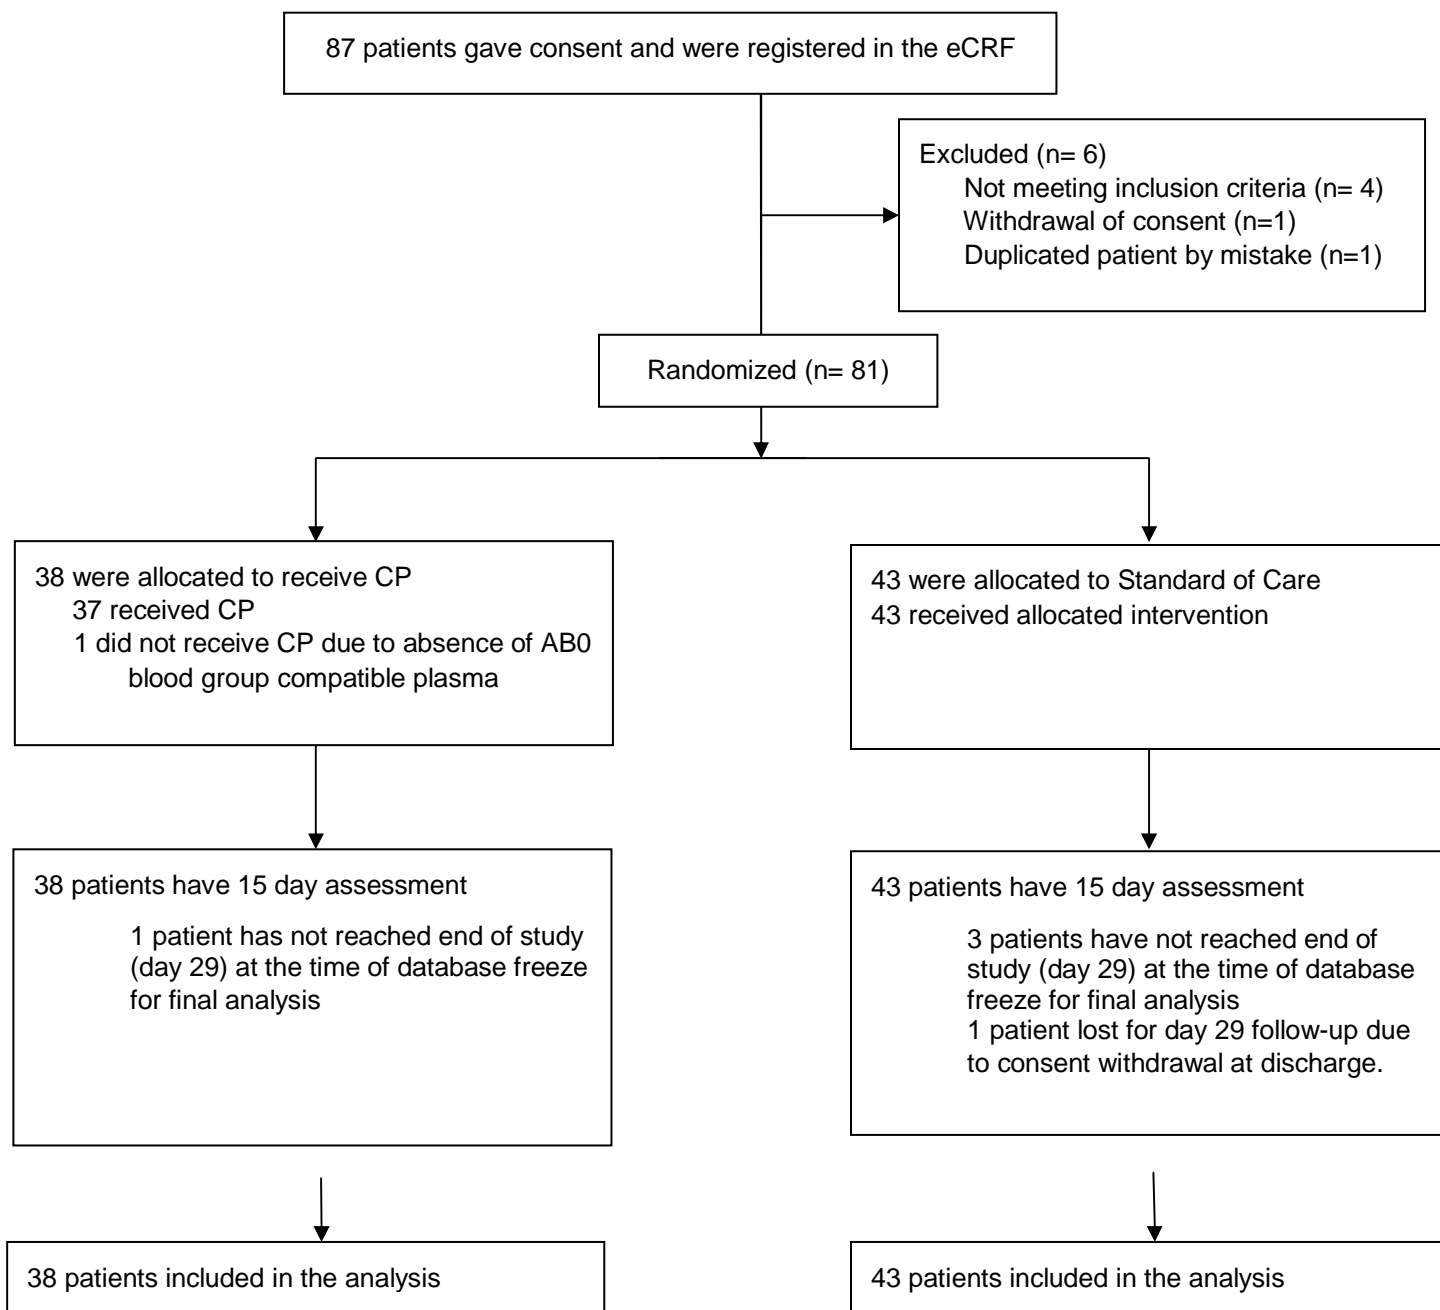 87 patients gave consent and were registered in the eCRF
Excluded (n= 6)
Not meeting inclusion criteria (n= 4)
Withdrawal of consent (n=1)
Duplicated patient by mistake (n=1)
Randomized (n= 81)
38 were allocated to receive CP
37 received CP
1 did not receive CP due to absence of AB0
blood group compatible plasma
43 were allocated to Standard of Care
43 received allocated intervention
38 patients have 15 day assessment
1 patient has not reached end of study
(day 29) at the time of database freeze
for final analysis
43 patients have 15 day assessment
3 patients have not reached end of
study (day 29) at the time of database
freeze for final analysis
1 patient lost for day 29 follow-up due
to consent withdrawal at discharge.
38 patients included in the analysis
43 patients included in the analysis